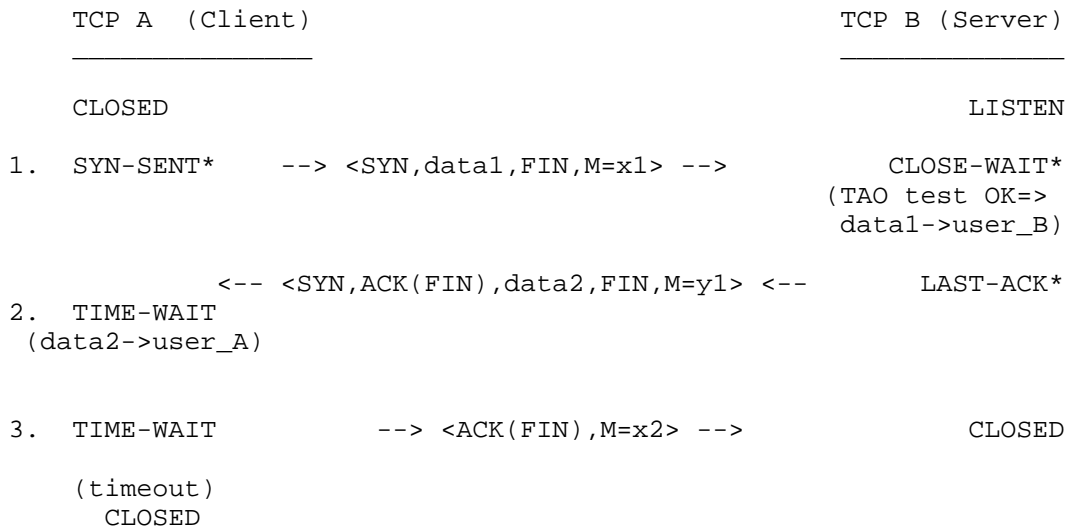 TCP A  (Client)                                 TCP B (Server)
_______________                                 ______________
CLOSED                                                  LISTEN
1.  SYN-SENT*     --> <SYN,data1,FIN,M=x1> -->         CLOSE-WAIT*
(TAO test OK=>
data1->user_B)
<-- <SYN,ACK(FIN),data2,FIN,M=y1> <--      LAST-ACK*
2.  TIME-WAIT
(data2->user_A)
3.  TIME-WAIT          --> <ACK(FIN),M=x2> -->              CLOSED
(timeout)
CLOSED